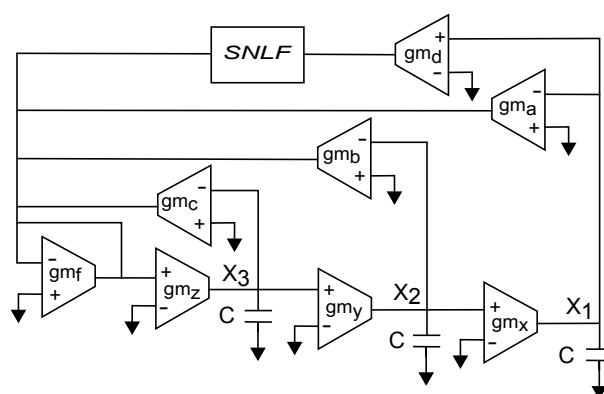 SNLF
+
gm_d
-
-
gm_a
+
-
gm_b
+
-
gm_c
+
-
gm_f
+
+
gm_z
-
X_3
C
+
gm_y
-
X_2
C
+
gm_x
-
X_1
C